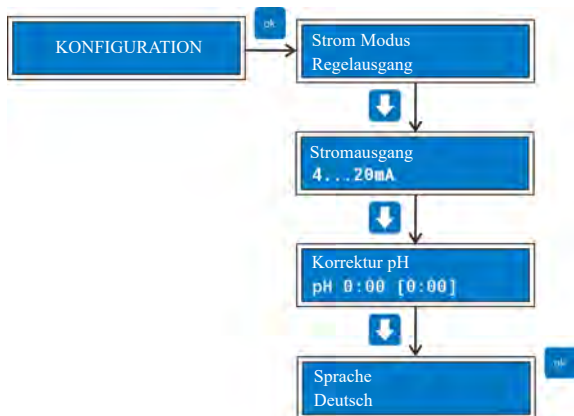 ok
KONFIGURATION
Strom Modus
Regelausgang
Stromausgang
4...20mA
Korrektur pH
pH 0:00 [0:00]
Sprache
Deutsch
ok